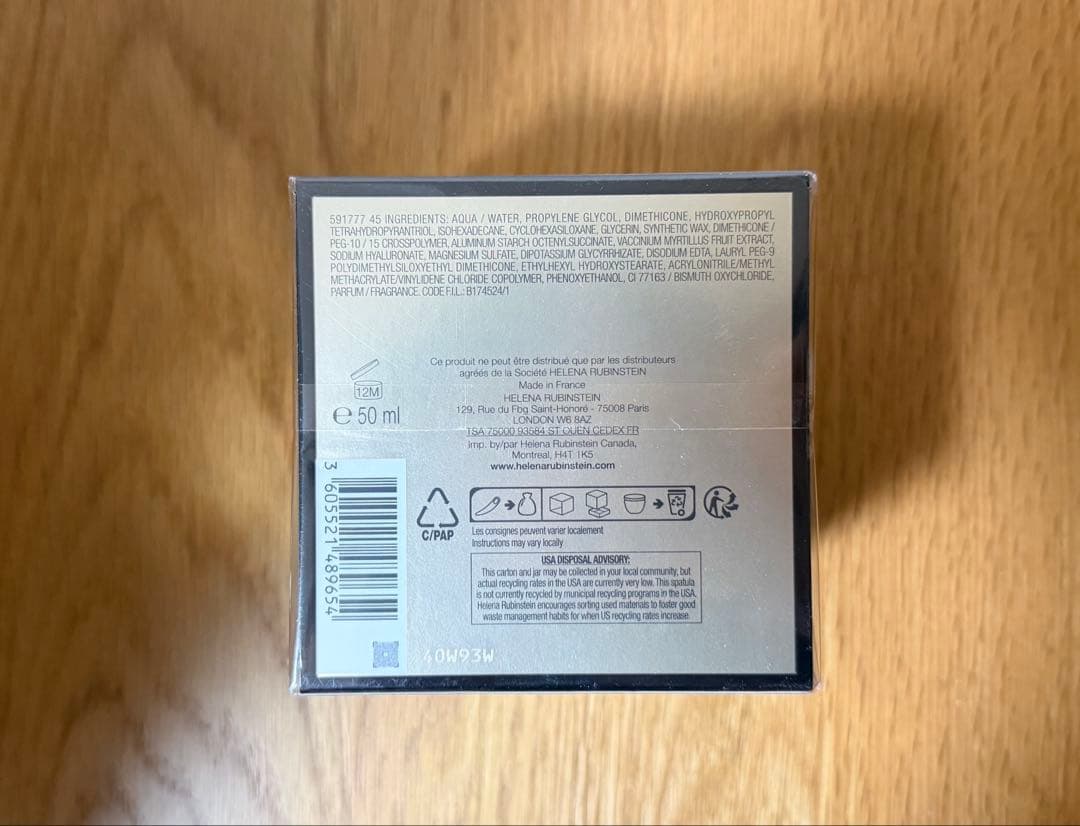 591777 45 INGREDIENTS: AQUA / WATER, PROPYLENE GLYCOL, DIMETHICONE, HYDROXYPROPYL
TETRAHYDROPYRANTRIOL, ISOHEXADECANE, CYCLOHEXASILOXANE, GLYCERIN, SYNTHETIC WAX, DIMETHICONE /
PEG-10 / 15 CROSSPOLYMER, ALUMINUM STARCH OCTENYLSUCCINATE, VACCINIUM MYRTILLUS FRUIT EXTRACT,
SODIUM HYALURONATE, MAGNESIUM SULFATE, DIPOTASSIUM GLYCYRRHIZATE, DISODIUM EDTA, LAURYL PEG-9
POLYDIMETHYLSILOXYETHYL DIMETHICONE, ETHYLHEXYL HYDROXYSTEARATE, ACRYLONITRILE/METHYL
METHACRYLATE/VINYLIDENE CHLORIDE COPOLYMER, PHENOXYETHANOL, CI 77163 / BISMUTH OXYCHLORIDE,
PARFUM / FRAGRANCE. CODE F.I.L.: B174524/1
Ce produit ne peut être distribué que par les distributeurs
agréés de la Société HELENA RUBINSTEIN
Made in France
HELENA RUBINSTEIN
129, Rue du Fbg Saint-Honoré - 75008 Paris
LONDON W6 8AZ
TSA 75000 93584 ST OUEN CEDEX FR
Imp. by/par Helena Rubinstein Canada,
Montreal, H4T 1K5
www.helenarubinstein.com
12M
e 50 ml
3 605521 489654
C/PAP
Les consignes peuvent varier localement
Instructions may vary locally
USA DISPOSAL ADVISORY:
This carton and jar may be collected in your local community, but
actual recycling rates in the USA are currently very low. This spatula
is not currently recycled by municipal recycling programs in the USA.
Helena Rubinstein encourages sorting used materials to foster good
waste management habits for when US recycling rates increase.
40W93W